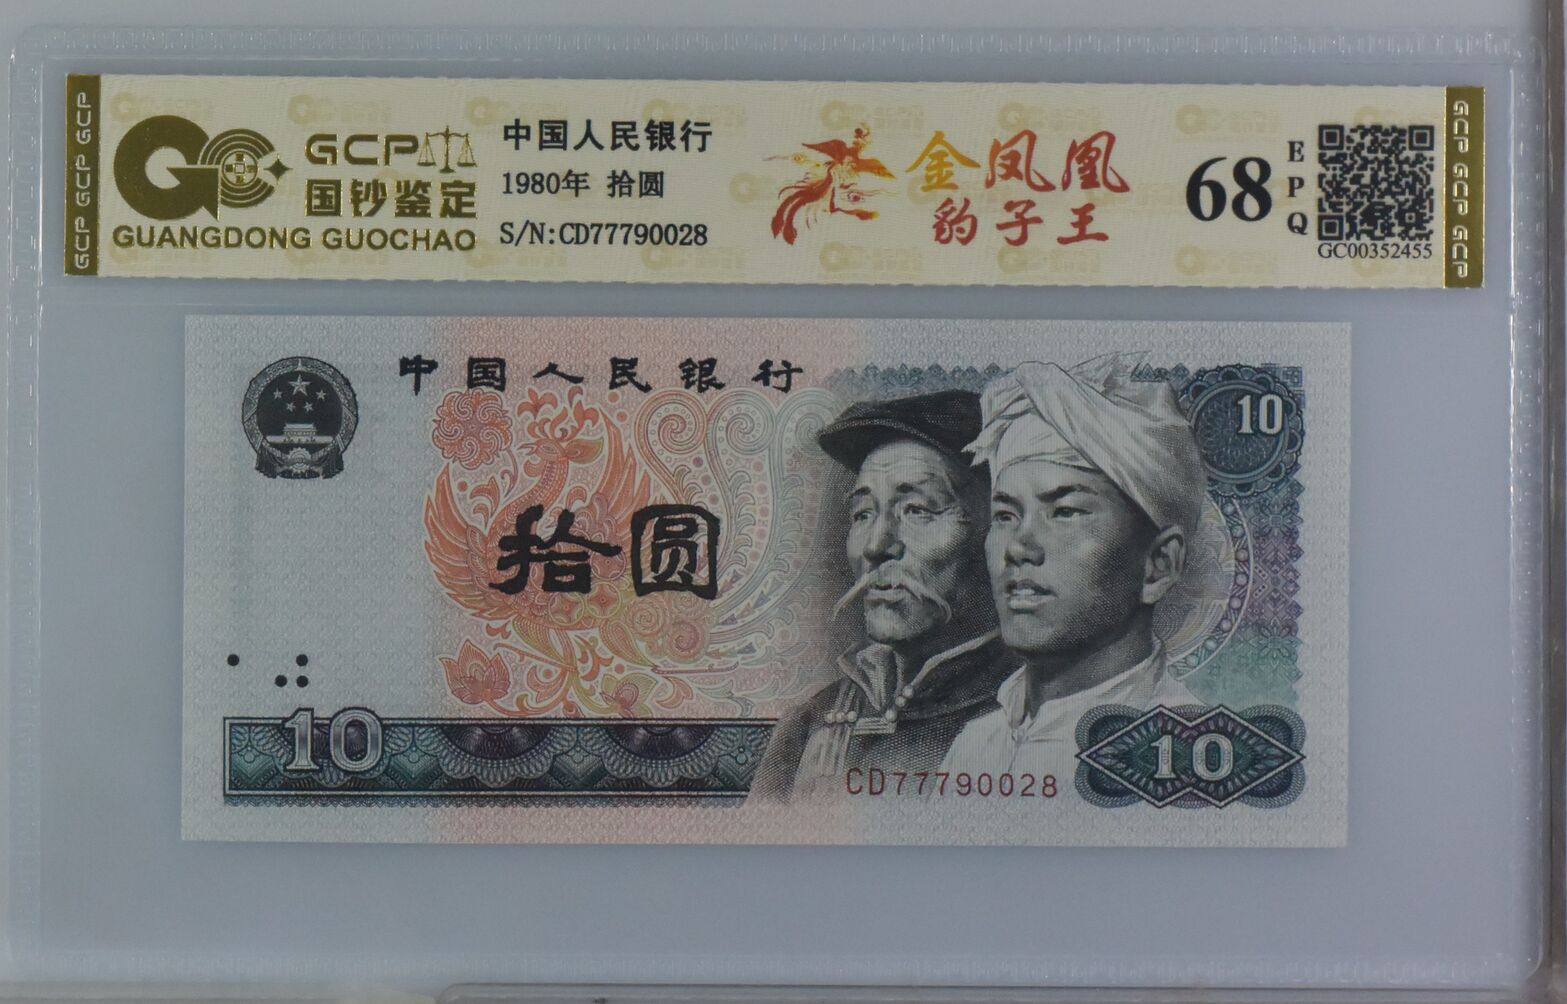 GCP GCP GCP
GCP
国钞鉴定
GUANGDONG GUOCHAO
中国人民银行
1980年 拾圆
S/N:CD77790028
金凤凰
豹子王
68
EPQ
GC00352455
GCP GCP GCP
中国人民银行
10
拾圆
10
CD77790028
10